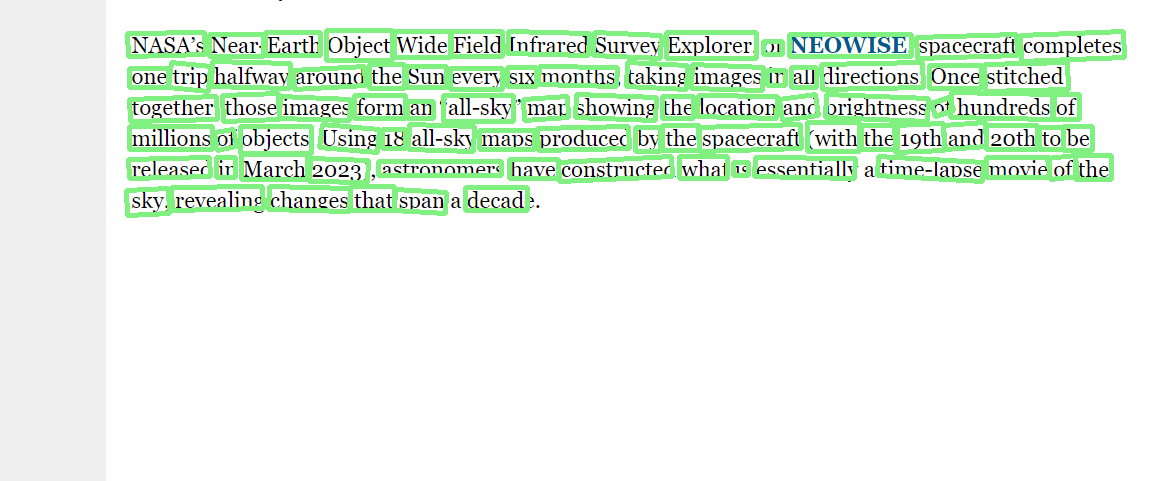 NASA’s Near-Earth Object Wide Field Infrared Survey Explorer, or NEOWISE, spacecraft completes
one trip halfway around the Sun every six months, taking images in all directions. Once stitched
together, those images form an “all-sky” map showing the location and brightness of hundreds of
millions of objects. Using 18 all-sky maps produced by the spacecraft (with the 19th and 20th to be
released in March 2023), astronomers have constructed what is essentially a time-lapse movie of the
sky, revealing changes that span a decade.